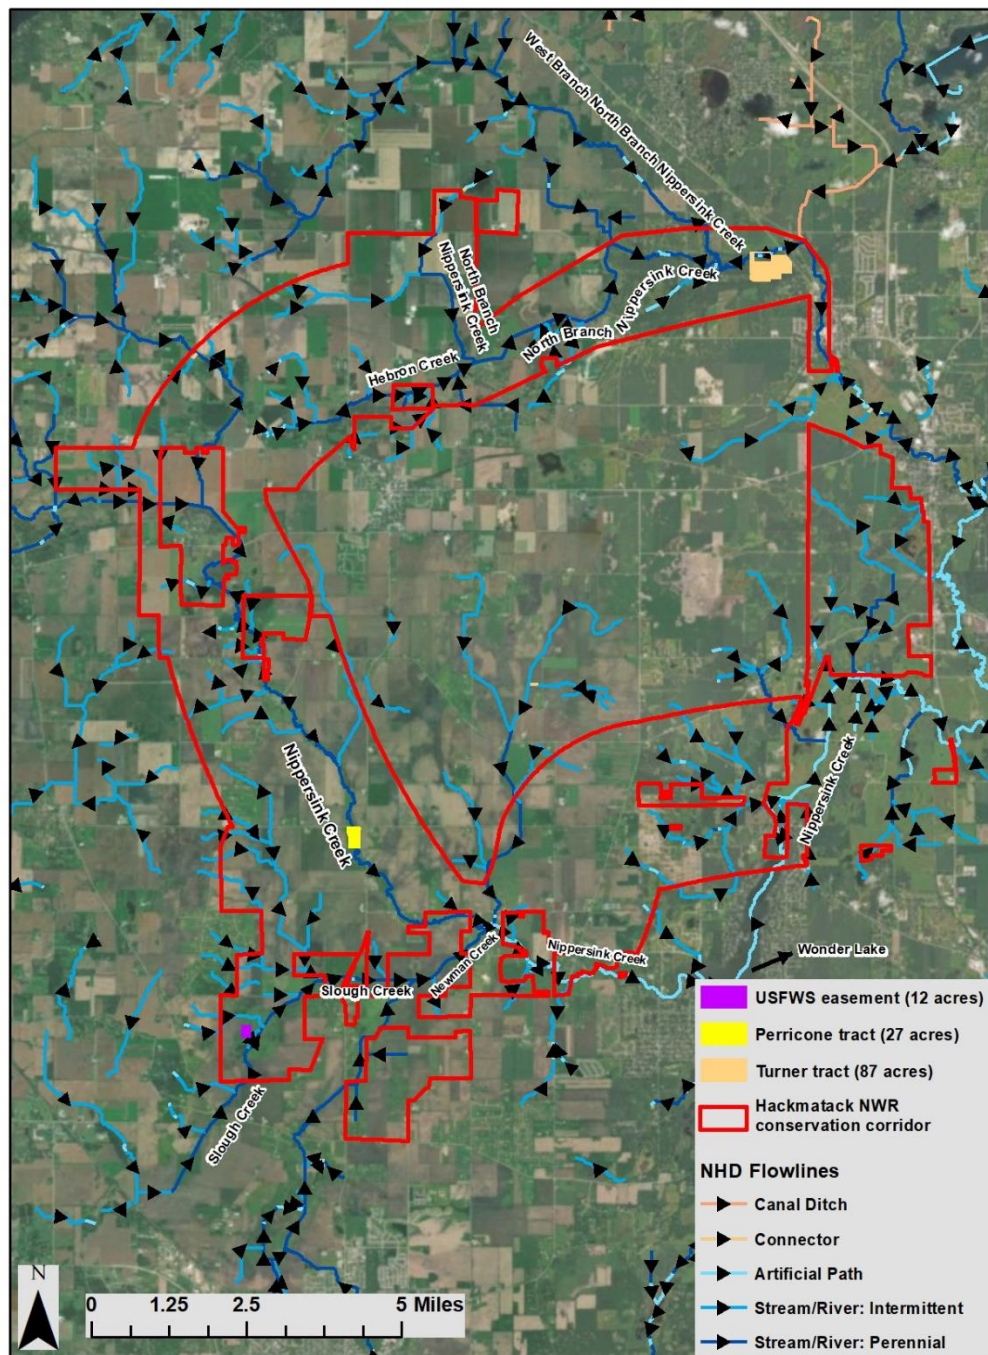 West Branch North Branch Nippersink Creek
North Branch
Nippersink Creek
Nippersink Creek
North Branch
Hebron Creek
Nippersink Creek
Nippersink Creek
Nippersink Creek
Newman Creek
Wonder Lake
Slough Creek
Slough Creek
USFWS easement (12 acres)
Perricone tract (27 acres)
Turner tract (87 acres)
Hackmatack NWR
conservation corridor
NHD Flowlines
Canal Ditch
Connector
Artificial Path
Stream/River: Intermittent
Stream/River: Perennial
N
0 1.25 2.5 5 Miles